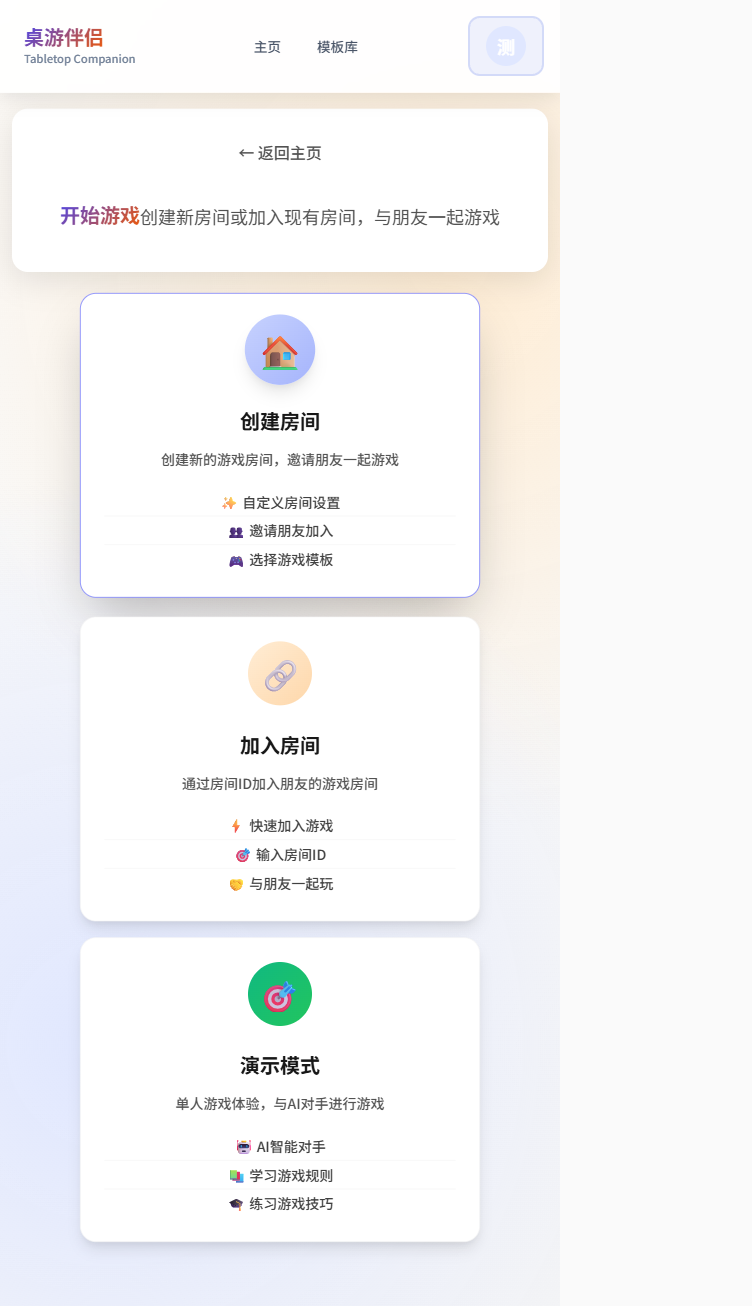 桌游伴侣
Tabletop Companion
主页
模板库
测
← 返回主页
开始游戏创建新房间或加入现有房间，与朋友一起游戏
创建房间
创建新的游戏房间，邀请朋友一起游戏
✨ 自定义房间设置
👥 邀请朋友加入
🎮 选择游戏模板
加入房间
通过房间ID加入朋友的游戏房间
⚡ 快速加入游戏
🎯 输入房间ID
🤝 与朋友一起玩
演示模式
单人游戏体验，与AI对手进行游戏
🤖 AI智能对手
📚 学习游戏规则
🎓 练习游戏技巧